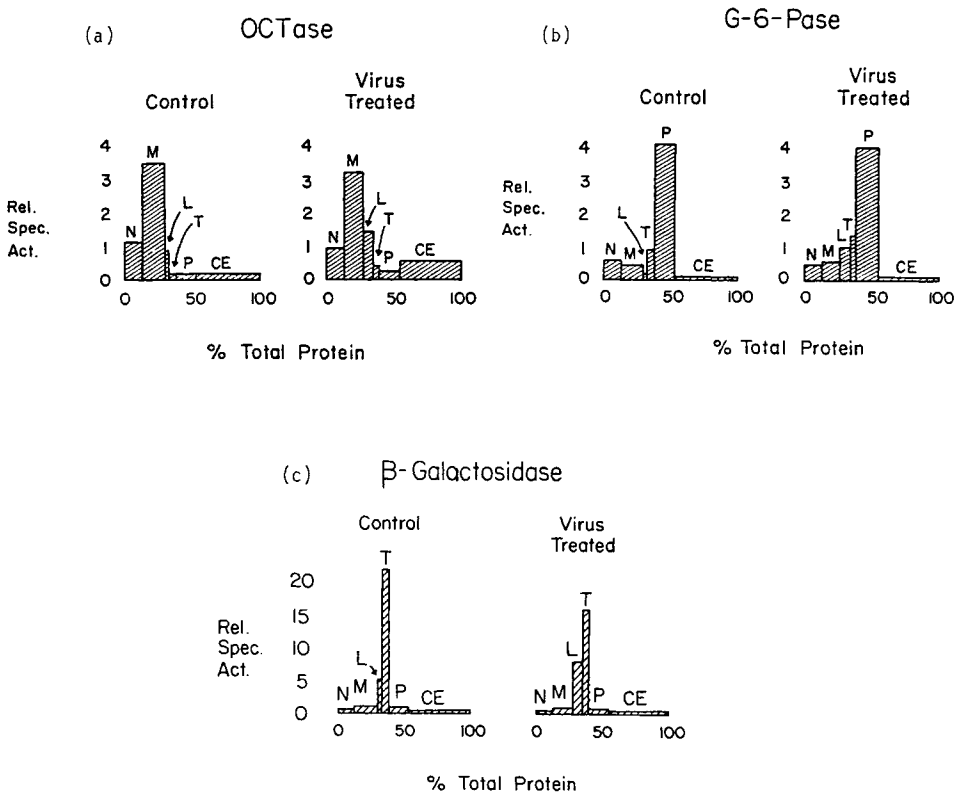 (a) OCTase
Control
Virus
Treated
Rel.
Spec.
Act.
4
3
2
1
0
N
M
L
T
P
CE
0 50 100
4
3
2
1
0
N
M
L
T
P
CE
0 50 100
% Total Protein
(b) G-6-Pase
Control
Virus
Treated
Rel.
Spec.
Act.
4
3
2
1
0
N
M
L
T
P
CE
0 50 100
4
3
2
1
0
N
M
L
T
P
CE
0 50 100
% Total Protein
(c) β-Galactosidase
Control
Virus
Treated
Rel.
Spec.
Act.
20
15
10
5
0
N
M
L
T
P
CE
0 50 100
N
M
L
T
P
CE
0 50 100
% Total Protein